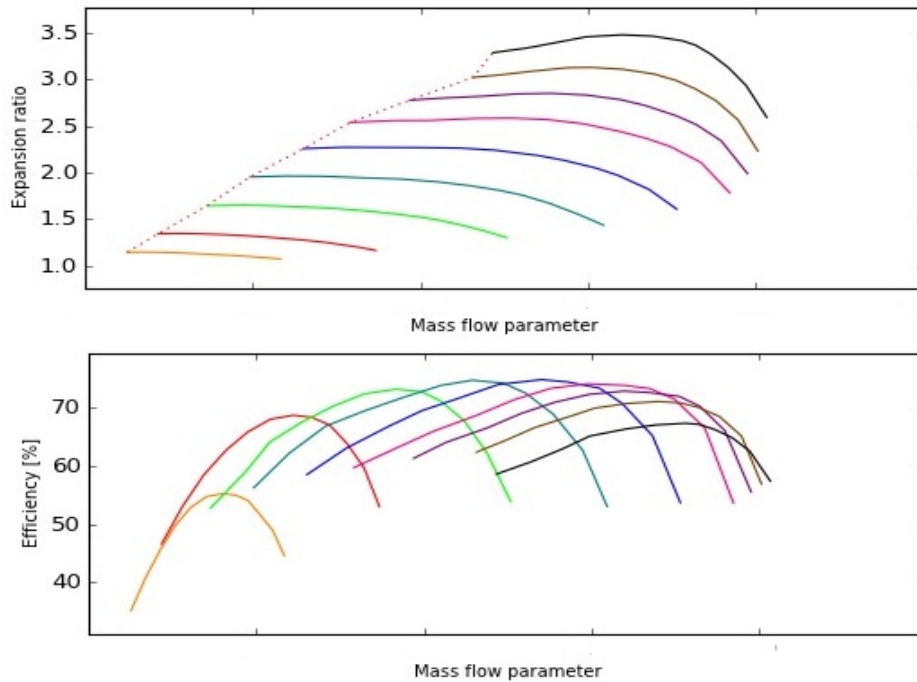 3.5
3.0
2.5
2.0
1.5
1.0
Expansion ratio
Mass flow parameter
70
60
50
40
Efficiency [%]
Mass flow parameter